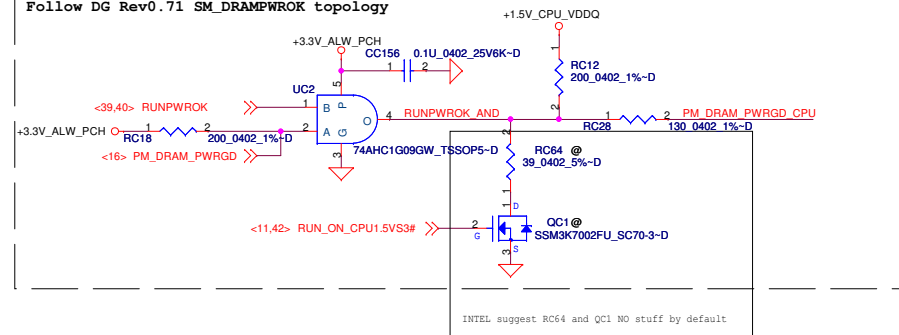 Follow DG Rev0.71 SM_DRAMPWROK topology
+1.5V_CPU_VDDQ
+3.3V_ALW_PCH
CC156 0.1U_0402_25V6K~D
1 2
1
RC12
200_0402_1%~D
2
UC2
5
<39,40> RUNPWROK
1 B P
O 4
RUNPWROK_AND
1 2
PM_DRAM_PWRGD_CPU
RC28 130_0402_1%~D
+3.3V_ALW_PCH
1 2
RC18 200_0402_1%~D
2 A G
3
74AHC1G09GW_TSSOP5~D
<16> PM_DRAM_PWRGD
2
RC64 @
39_0402_5%~D
1
1 D
<11,42> RUN_ON_CPU1.5VS3#
2 G
QC1@
SSM3K7002FU_SC70-3~D
3 S
INTEL suggest RC64 and QC1 NO stuff by default